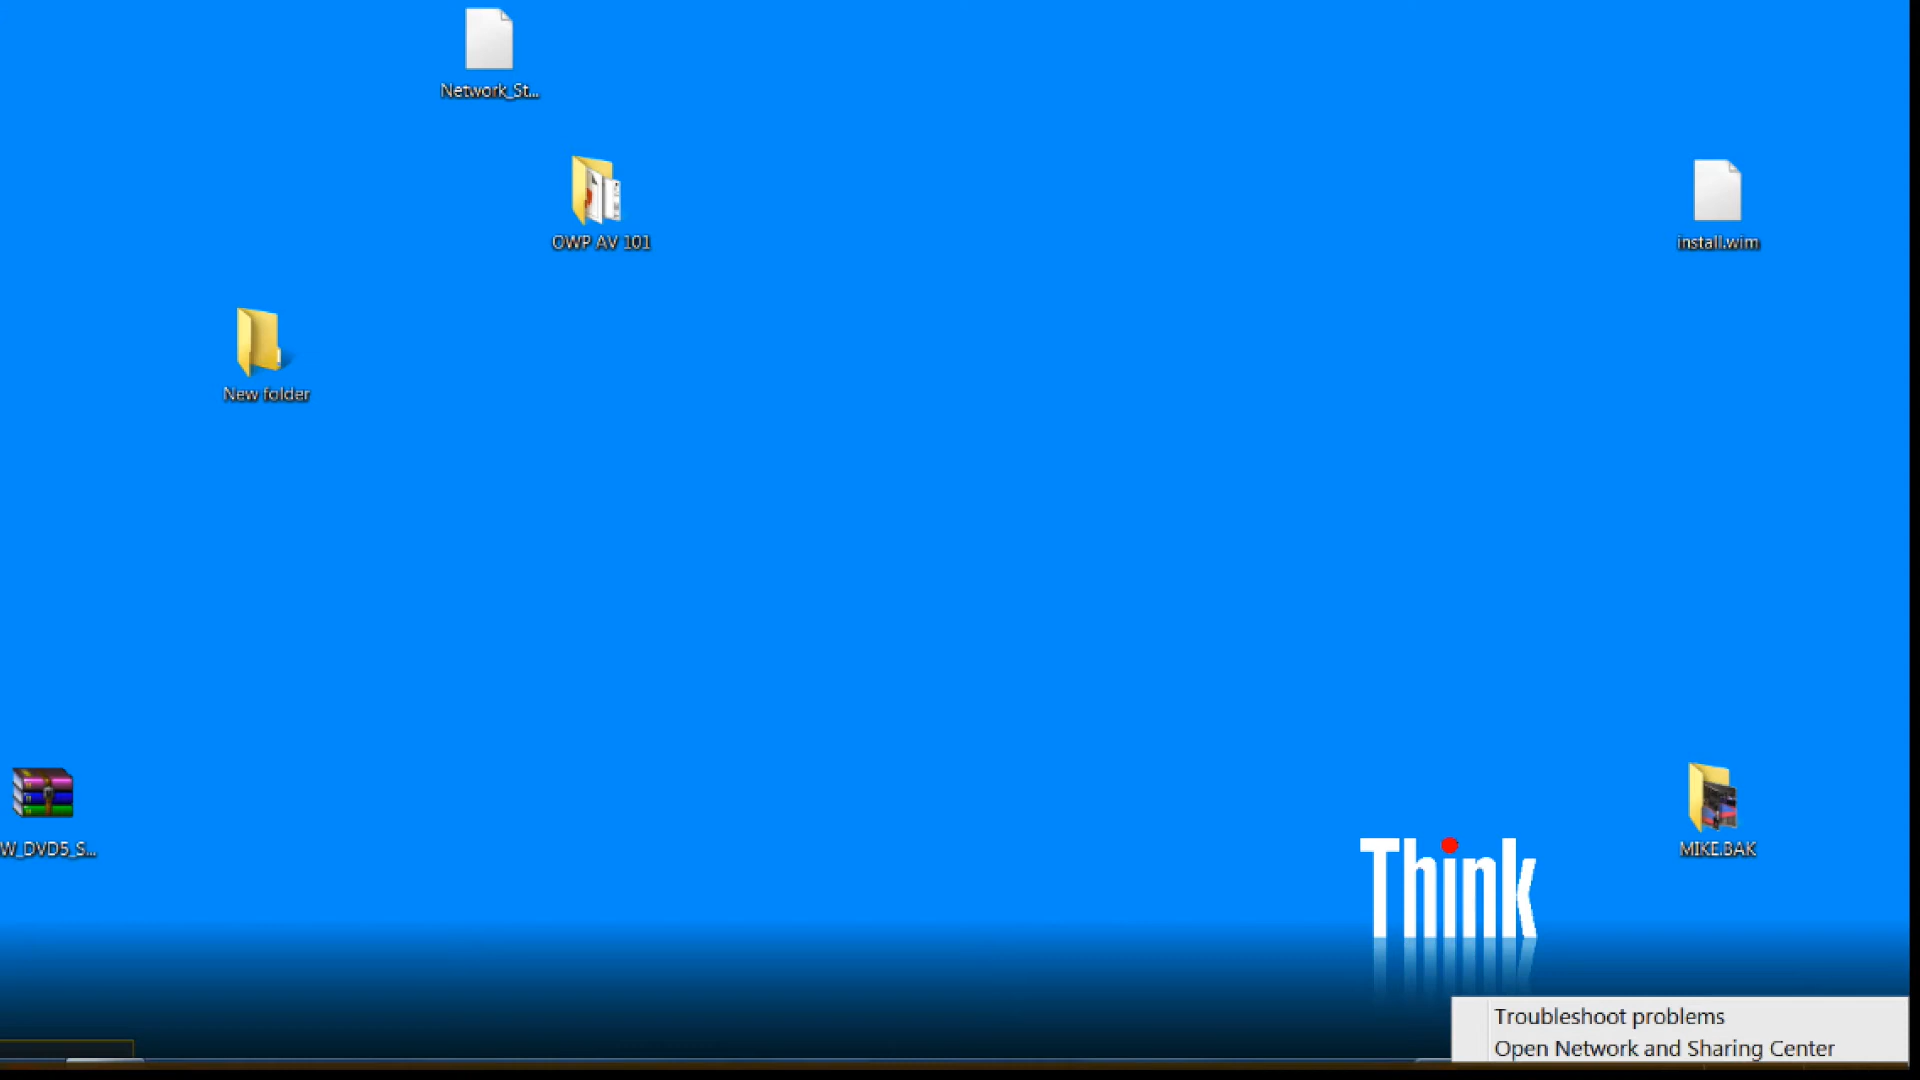 Network_St...
OWP AV 101
install.wim
New folder
W_DVD5_S...
MIKE.BAK
Think
Troubleshoot problems
Open Network and Sharing Center